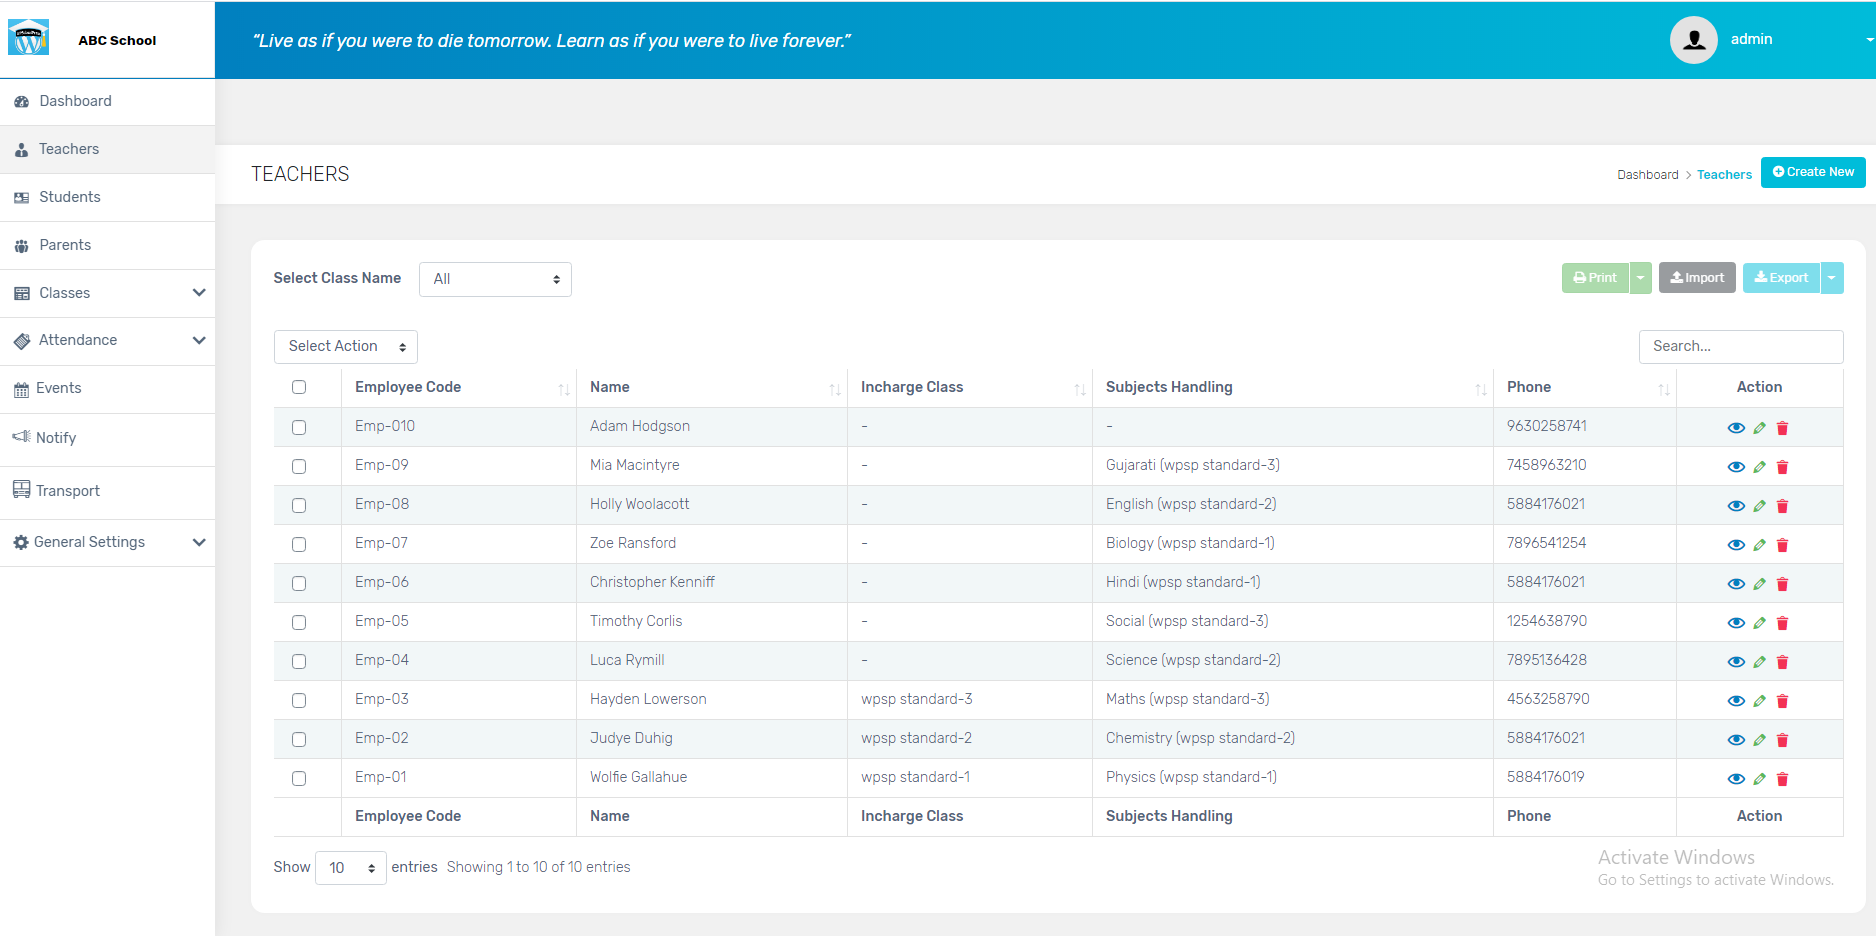 ABC School
“Live as if you were to die tomorrow. Learn as if you were to live forever.”
admin
Dashboard
Teachers
Students
Parents
Classes
Attendance
Events
Notify
Transport
General Settings
TEACHERS
Dashboard > Teachers
Create New
Select Class Name All
Print Import Export
Select Action
Search...
Employee Code Name Incharge Class Subjects Handling Phone Action
Emp-010 Adam Hodgson - - 9630258741
Emp-09 Mia Macintyre - Gujarati (wpsp standard-3) 7458963210
Emp-08 Holly Woolacott - English (wpsp standard-2) 5884176021
Emp-07 Zoe Ransford - Biology (wpsp standard-1) 7896541254
Emp-06 Christopher Kenniff - Hindi (wpsp standard-1) 5884176021
Emp-05 Timothy Corlis - Social (wpsp standard-3) 1254638790
Emp-04 Luca Rymill - Science (wpsp standard-2) 7895136428
Emp-03 Hayden Lowerson wpsp standard-3 Maths (wpsp standard-3) 4563258790
Emp-02 Judye Duhig wpsp standard-2 Chemistry (wpsp standard-2) 5884176021
Emp-01 Wolfie Gallahue wpsp standard-1 Physics (wpsp standard-1) 5884176019
Employee Code Name Incharge Class Subjects Handling Phone Action
Show 10 entries Showing 1 to 10 of 10 entries
Activate Windows
Go to Settings to activate Windows.